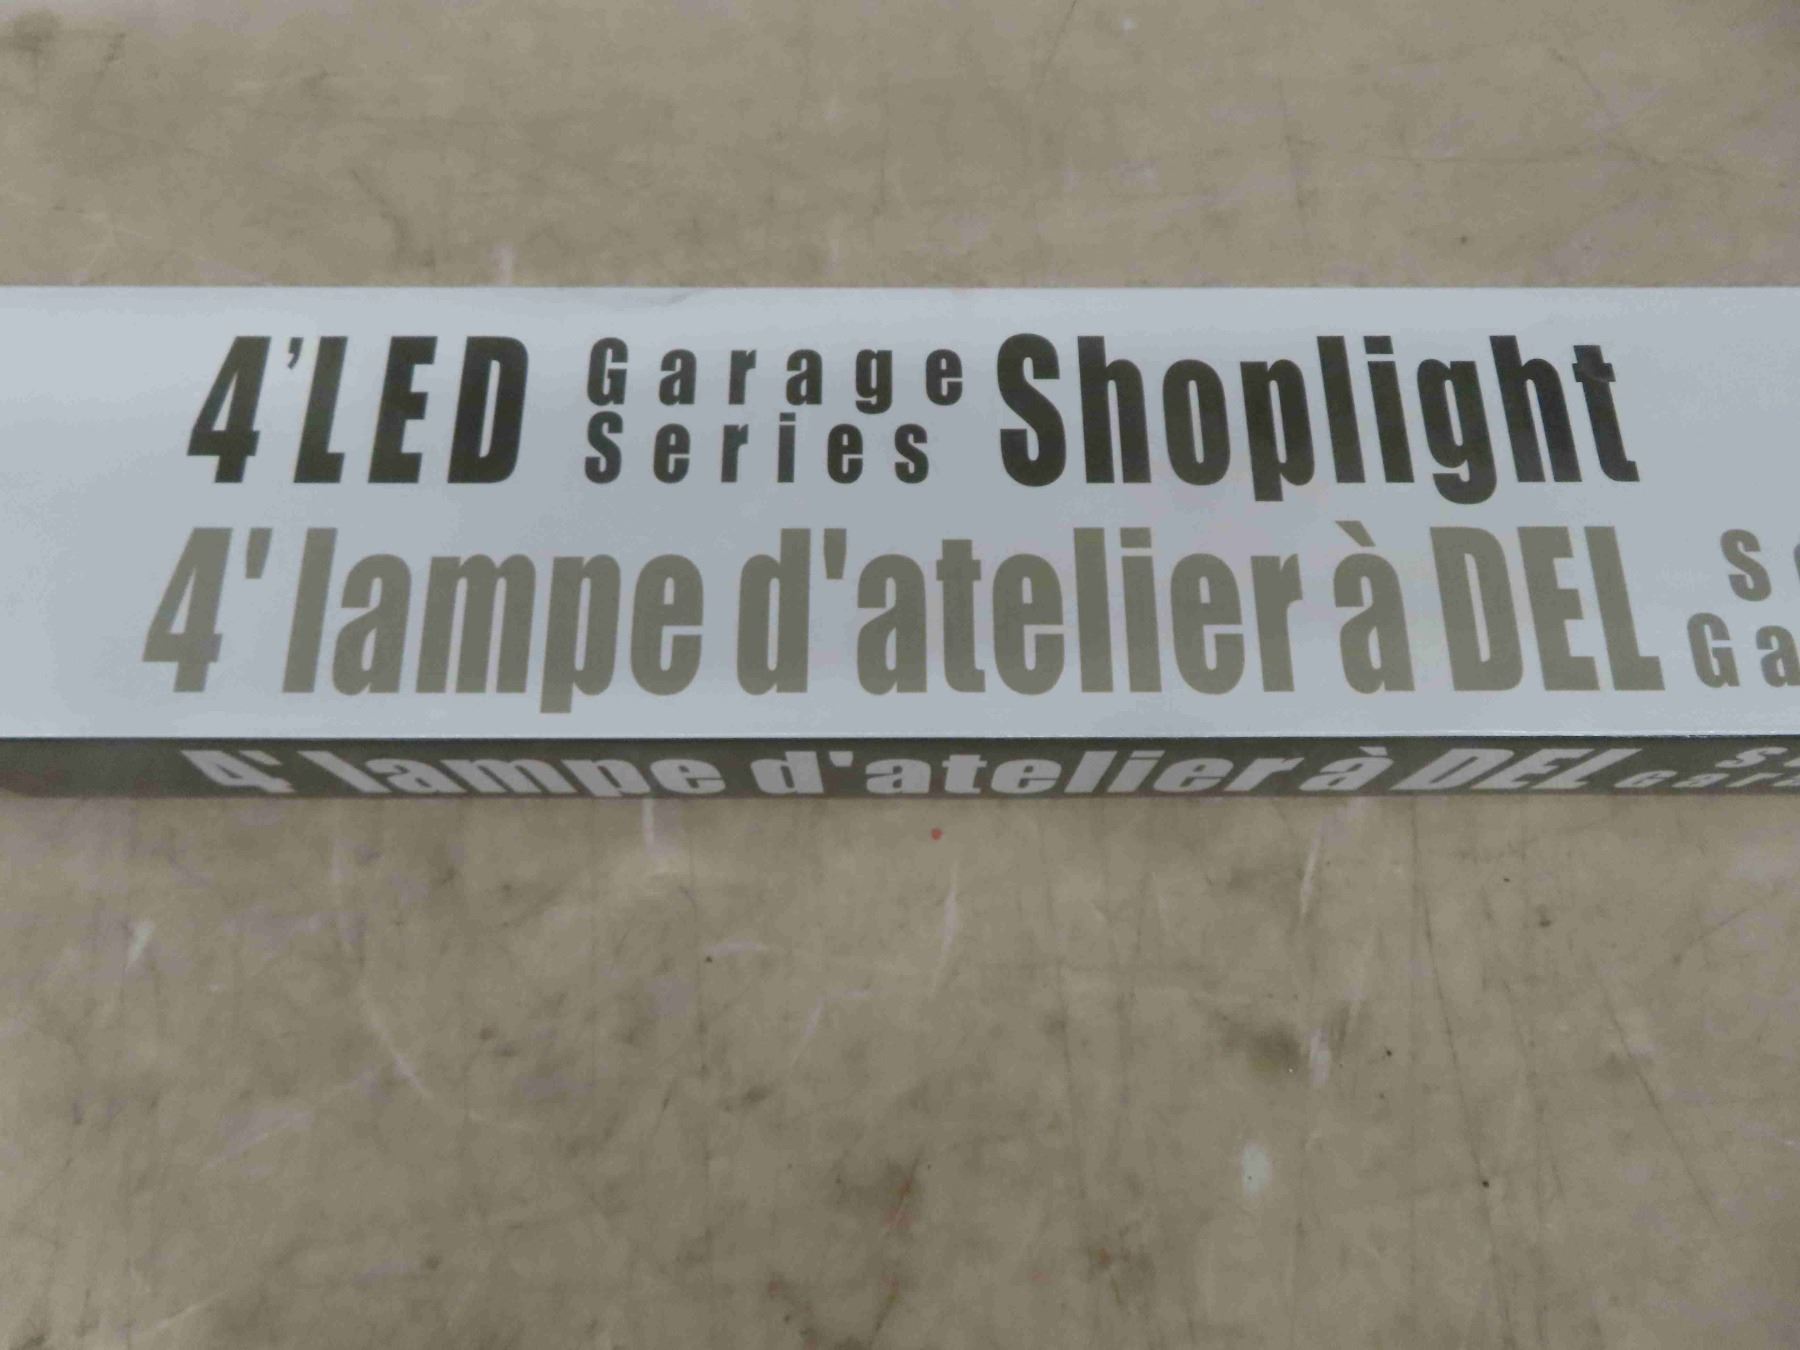 4'LED Garage Series Shoplight
4' lampe d'atelier à DEL
4' lampe d'atelier à DEL